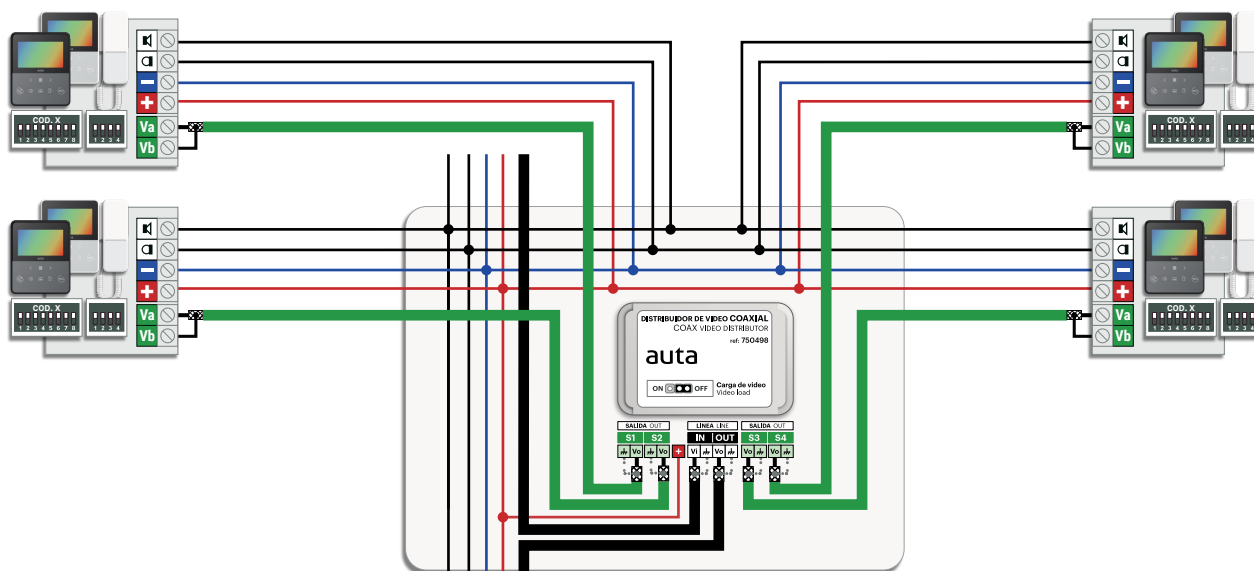 COD. X
1 2 3 4 5 6 7 8
1 2 3 4
−
+
Va
Vb
−
+
Va
Vb
COD. X
1 2 3 4 5 6 7 8
1 2 3 4
COD. X
1 2 3 4 5 6 7 8
1 2 3 4
−
+
Va
Vb
−
+
Va
Vb
COD. X
1 2 3 4 5 6 7 8
1 2 3 4
DISTRIBUIDOR DE VIDEO COAXIAL
COAX VIDEO DISTRIBUTOR
ref: 750498
auta
ON OFF
Carga de video
Video load
SALÍDA OUT
LÍNEA LINE
SALÍDA OUT
S1 S2 IN OUT S3 S4
Vo Vo + Vi Vo Vo Vo